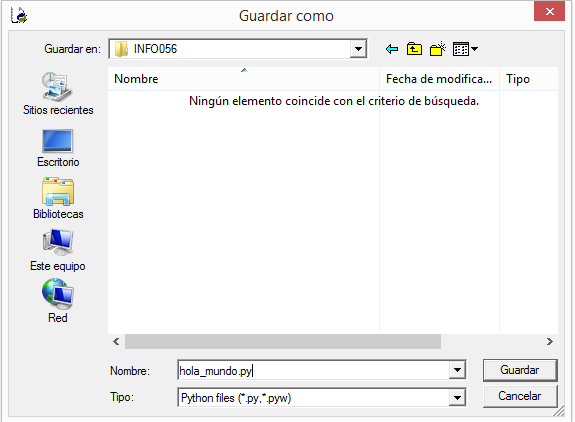 Guardar como
Guardar en: INFO056
Nombre Fecha de modifica... Tipo
Ningún elemento coincide con el criterio de búsqueda.
Sitios recientes
Escritorio
Bibliotecas
Este equipo
Red
Nombre: hola_mundo.py Guardar
Tipo: Python files (*.py,*.pyw) Cancelar